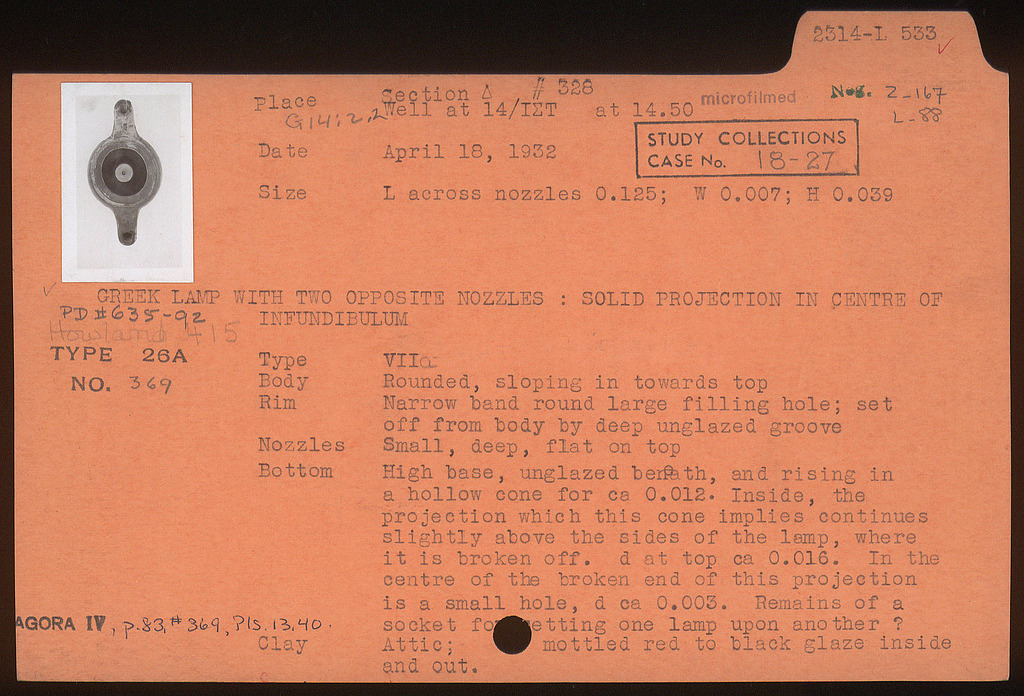 2314-L 533 ✓
Place Section Δ # 328
G14:2.2 Well at 14/ΙΣΤ at 14.50 microfilmed Neg. 2-167
L-88
STUDY COLLECTIONS
CASE No. 18-27
Date April 18, 1932
Size L across nozzles 0.125; W 0.007; H 0.039
GREEK LAMP WITH TWO OPPOSITE NOZZLES : SOLID PROJECTION IN CENTRE OF
INFUNDIBULUM
PD #635-92
Howland 415
TYPE 26A
NO. 369
Type VIIa
Body Rounded, sloping in towards top
Rim Narrow band round large filling hole; set
off from body by deep unglazed groove
Nozzles Small, deep, flat on top
Bottom High base, unglazed beneath, and rising in
a hollow cone for ca 0.012. Inside, the
projection which this cone implies continues
slightly above the sides of the lamp, where
it is broken off. d at top ca 0.016. In the
centre of the broken end of this projection
is a small hole, d ca 0.003. Remains of a
socket fo etting one lamp upon another ?
AGORA IV, p.83, #369, Pls. 13, 40.
Clay Attic; mottled red to black glaze inside
and out.